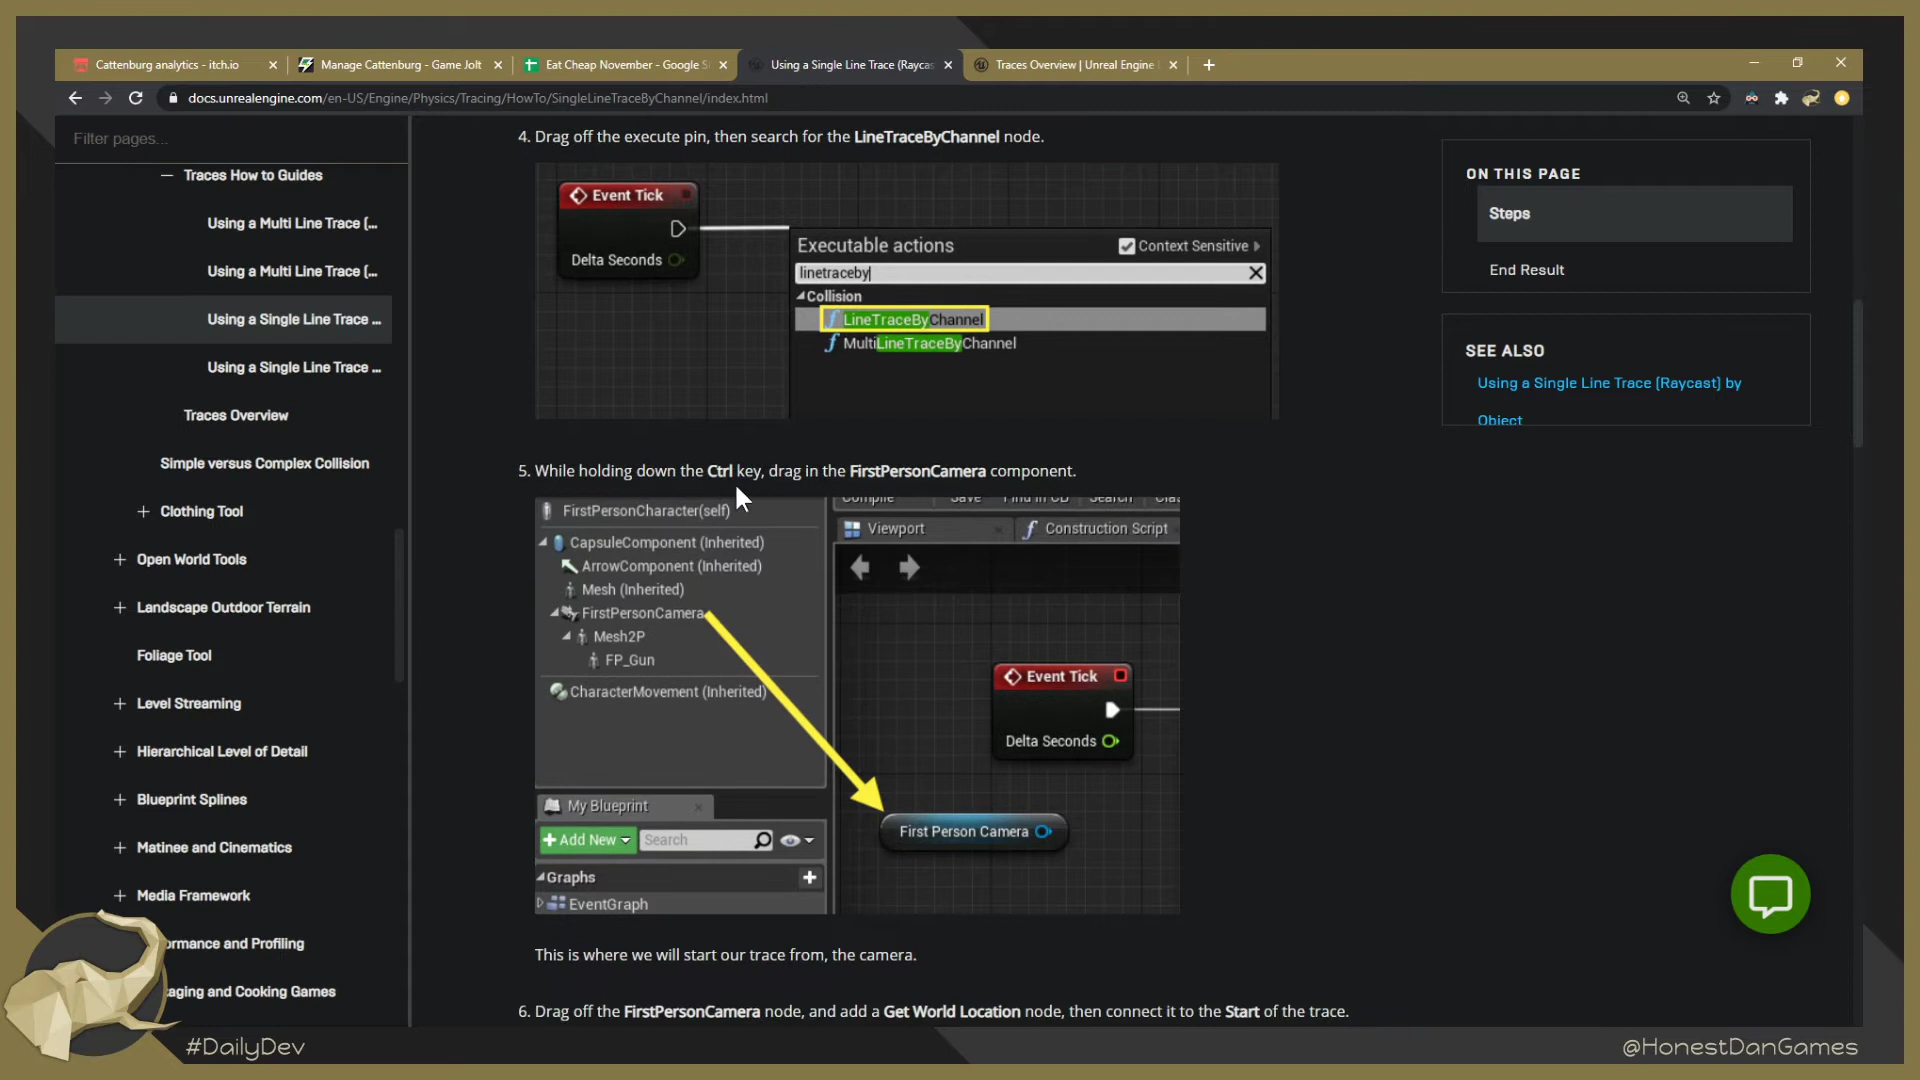 Cattenburg analytics - itch.io
Manage Cattenburg - Game Jolt
Eat Cheap November - Google S
Using a Single Line Trace (Raycas
Traces Overview | Unreal Engine
docs.unrealengine.com/en-US/Engine/Physics/Tracing/HowTo/SingleLineTraceByChannel/index.html
Filter pages...
Traces How to Guides
Using a Multi Line Trace (...
Using a Multi Line Trace (...
Using a Single Line Trace ...
Using a Single Line Trace ...
Traces Overview
Simple versus Complex Collision
Clothing Tool
Open World Tools
Landscape Outdoor Terrain
Foliage Tool
Level Streaming
Hierarchical Level of Detail
Blueprint Splines
Matinee and Cinematics
Media Framework
ormance and Profiling
aging and Cooking Games
4. Drag off the execute pin, then search for the LineTraceByChannel node.
Event Tick
Delta Seconds
Executable actions
Context Sensitive
linetraceby
Collision
LineTraceByChannel
MultiLineTraceByChannel
5. While holding down the Ctrl key, drag in the FirstPersonCamera component.
FirstPersonCharacter(self)
CapsuleComponent (Inherited)
ArrowComponent (Inherited)
Mesh (Inherited)
FirstPersonCamera
Mesh2P
FP_Gun
CharacterMovement (Inherited)
My Blueprint
Add New
Search
Graphs
EventGraph
Compile
Save
Find in CB
Search
Clas
Viewport
Construction Script
Event Tick
Delta Seconds
First Person Camera
This is where we will start our trace from, the camera.
6. Drag off the FirstPersonCamera node, and add a Get World Location node, then connect it to the Start of the trace.
ON THIS PAGE
Steps
End Result
SEE ALSO
Using a Single Line Trace (Raycast) by
Object
#DailyDev
@HonestDanGames